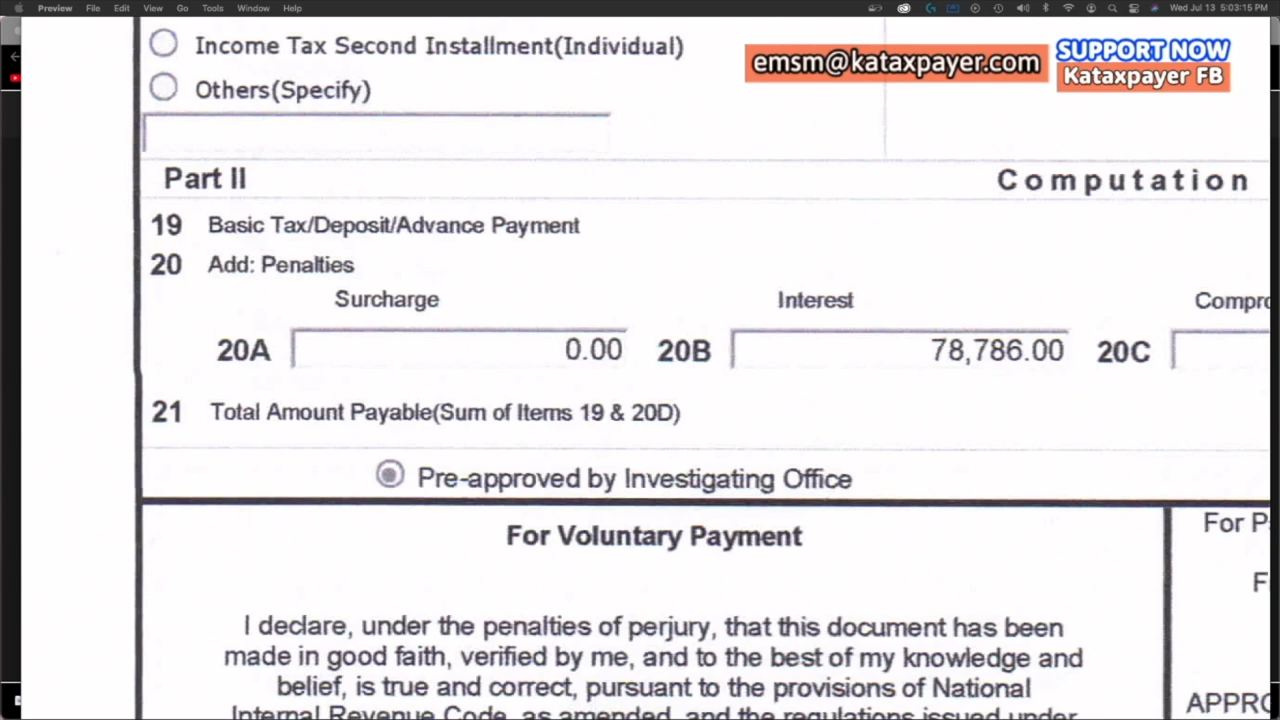 Preview File Edit View Go Tools Window Help Wed Jul 13 5:03:15 PM
Income Tax Second Installment(Individual)
emsm@kataxpayer.com
SUPPORT NOW
Kataxpayer FB
Others(Specify)
Part II Computation
19 Basic Tax/Deposit/Advance Payment
20 Add: Penalties
Surcharge Interest
20A 0.00 20B 78,786.00 20C
21 Total Amount Payable(Sum of Items 19 & 20D)
Pre-approved by Investigating Office
For Voluntary Payment
For
I declare, under the penalties of perjury, that this document has been
made in good faith, verified by me, and to the best of my knowledge and
belief, is true and correct, pursuant to the provisions of National
Internal Revenue Code, as amended, and the regulations issued under